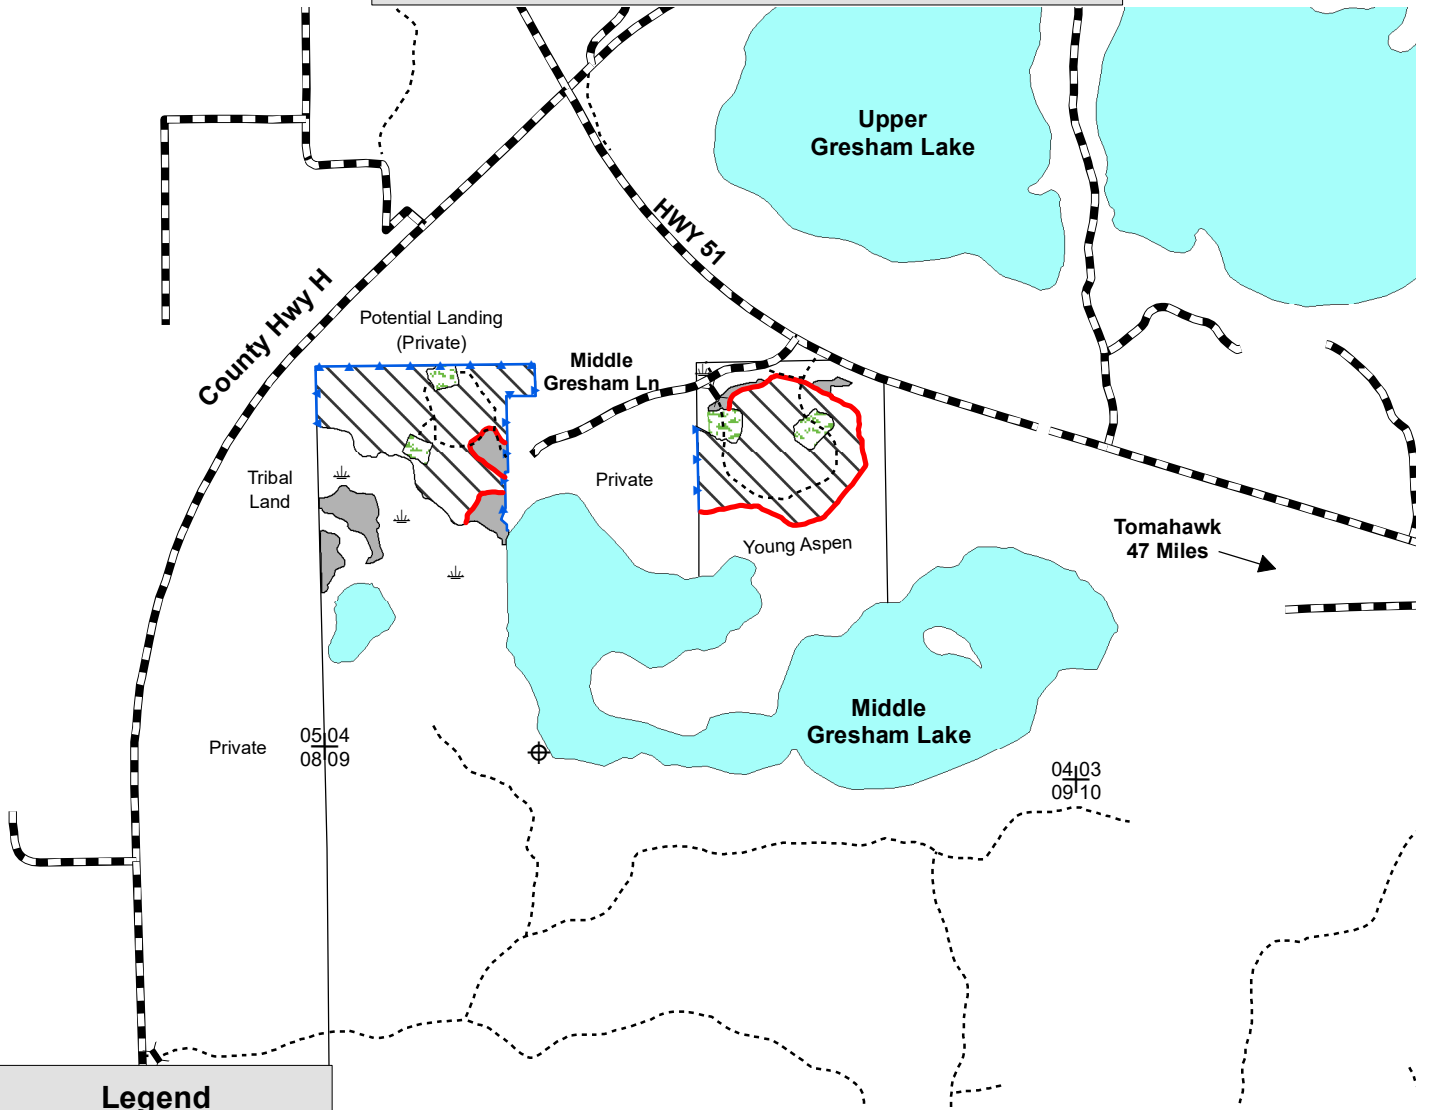 Upper
Gresham Lake
HWY 51
County Hwy H
Potential Landing
(Private)
Middle
Gresham Ln
Tribal
Land
Private
Young Aspen
Tomahawk
47 Miles
Middle
Gresham Lake
Private
05 04
08 09
04 03
09 10
Legend